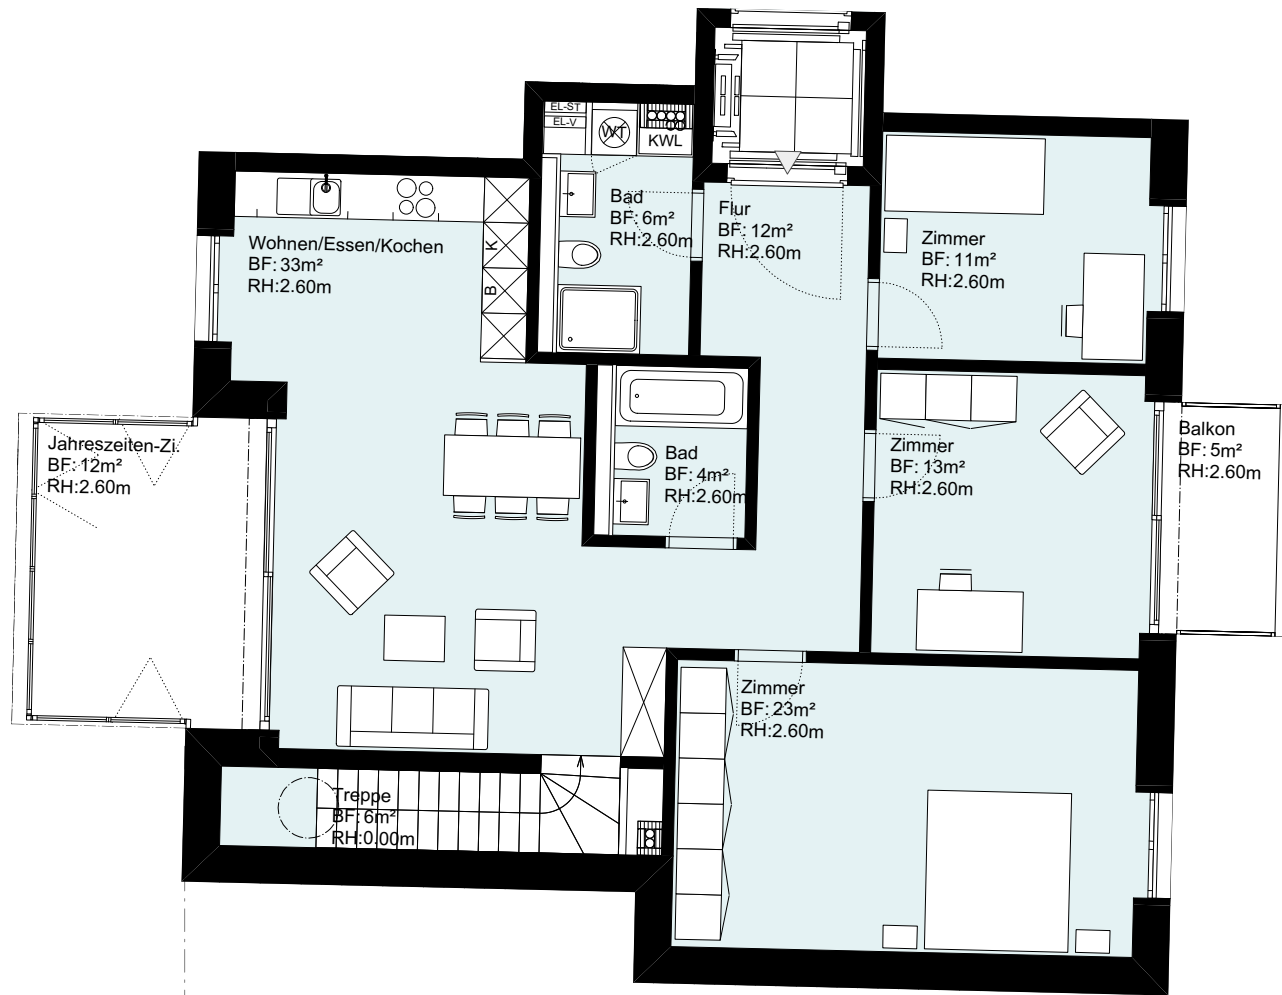 EL-ST
EL-V
WT
KWL
Bad
BF: 6m²
RH:2.60m
Flur
BF: 12m²
RH:2.60m
Zimmer
BF: 11m²
RH:2.60m
Wohnen/Essen/Kochen
BF: 33m²
RH:2.60m
K
B
Jahreszeiten-Zi.
BF: 12m²
RH:2.60m
Bad
BF: 4m²
RH:2.60m
Zimmer
BF: 13m²
RH:2.60m
Balkon
BF: 5m²
RH:2.60m
Zimmer
BF: 23m²
RH:2.60m
Treppe
BF: 6m²
RH:0.00m